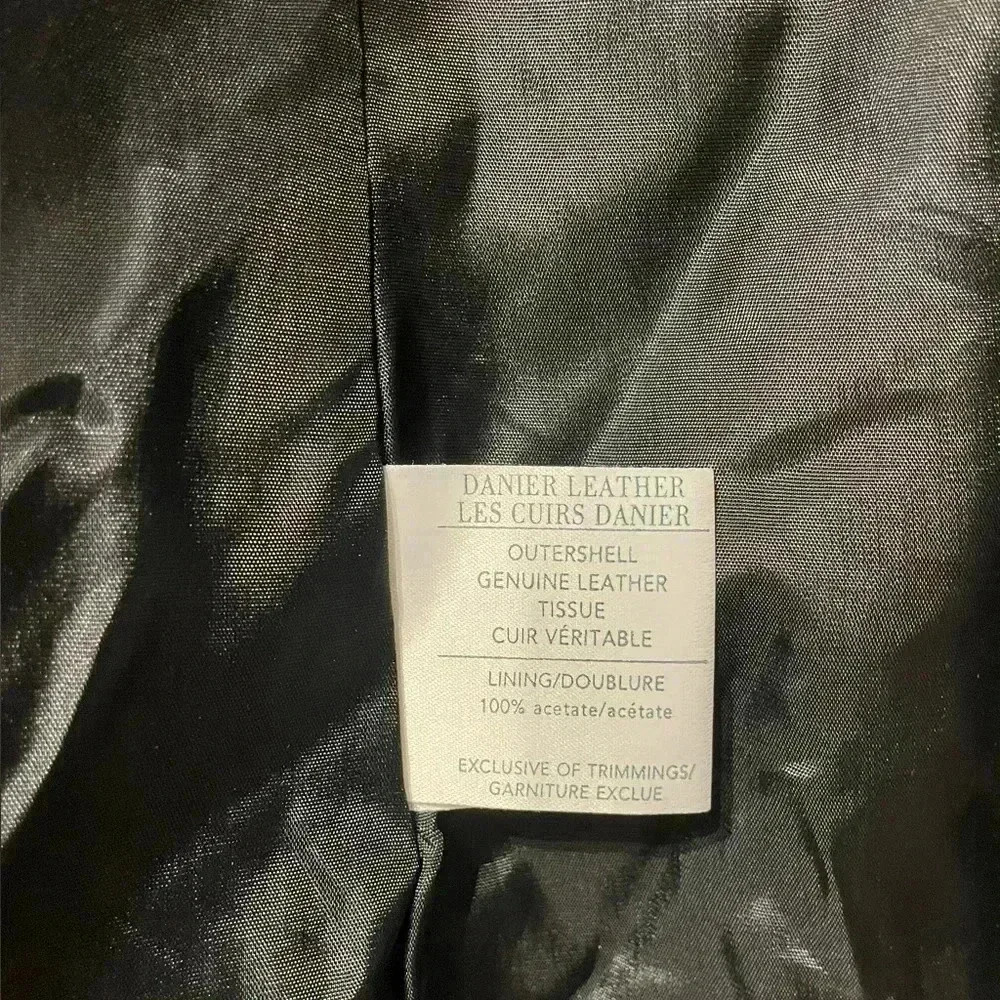 DANIER LEATHER
LES CUIRS DANIER
OUTERSHELL
GENUINE LEATHER
TISSUE
CUIR VÉRITABLE
LINING/DOUBLURE
100% acetate/acétate
EXCLUSIVE OF TRIMMINGS/
GARNITURE EXCLUE